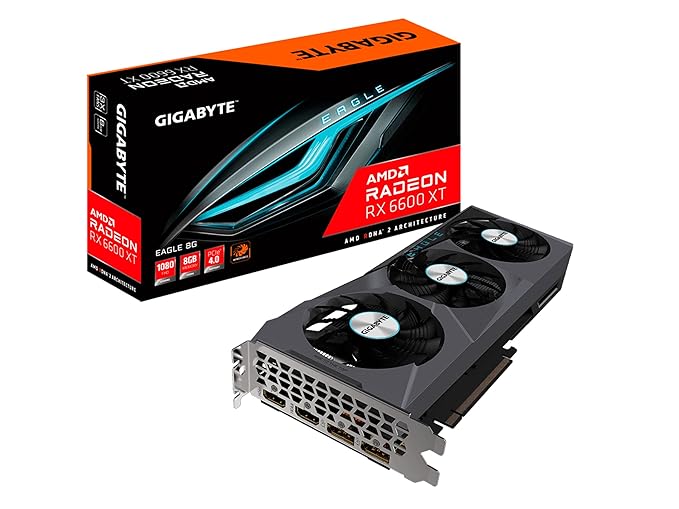 GIGABYTE
GIGABYTE
EAGLE
AMD
RADEON
RX 6600 XT
AMD RDNA 2 ARCHITECTURE
EAGLE 8G
1080
8GB
PCIe
4.0
GIGABYTE
AMD
RADEON
RX 6600 XT
AMD RDNA 2 ARCHITECTURE
EAGLE
GIGABYTE
GIGABYTE